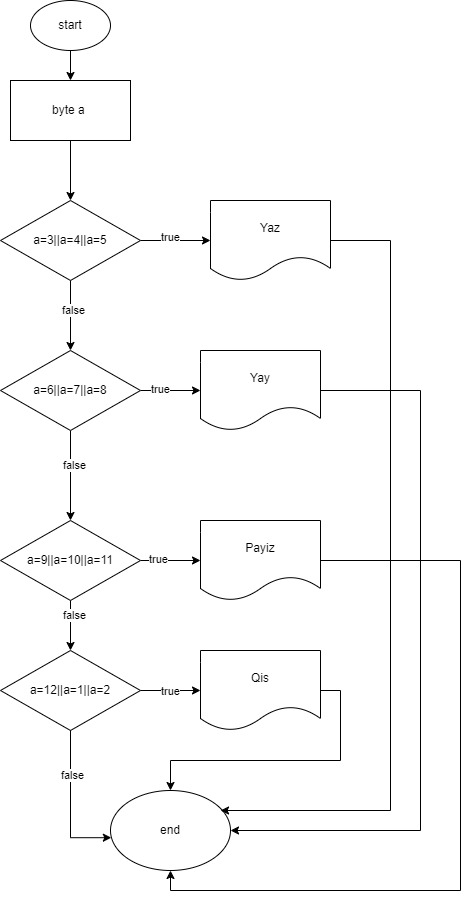 start
byte a
a=3||a=4||a=5
true
Yaz
false
a=6||a=7||a=8
true
Yay
false
a=9||a=10||a=11
true
Payiz
false
a=12||a=1||a=2
true
Qis
false
end